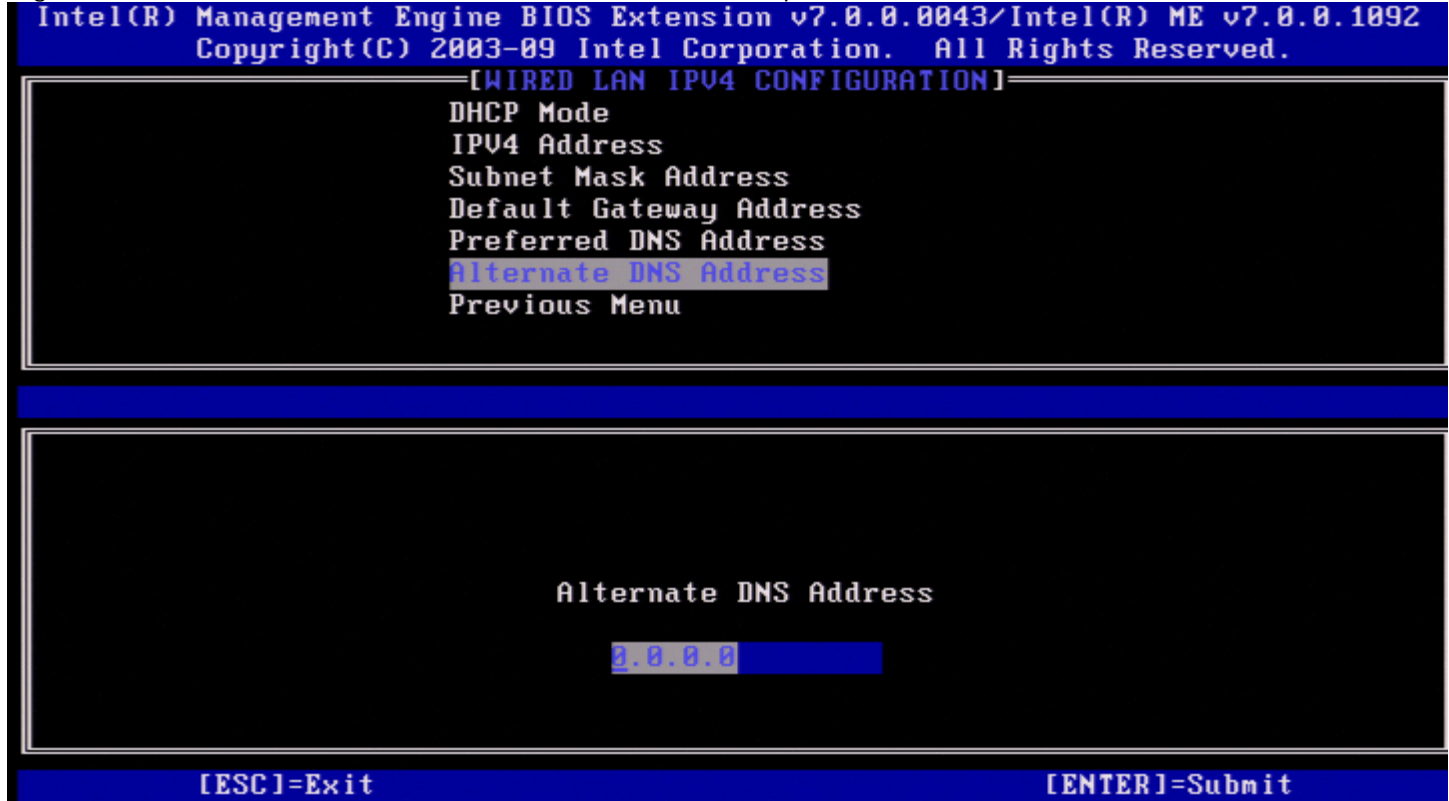 Intel(R) Management Engine BIOS Extension v7.0.0.0043/Intel(R) ME v7.0.0.1092
Copyright(C) 2003-09 Intel Corporation. All Rights Reserved.
[WIRED LAN IPV4 CONFIGURATION]
DHCP Mode
IPV4 Address
Subnet Mask Address
Default Gateway Address
Preferred DNS Address
Alternate DNS Address
Previous Menu
Alternate DNS Address
0.0.0.0
[ESC]=Exit [ENTER]=Submit